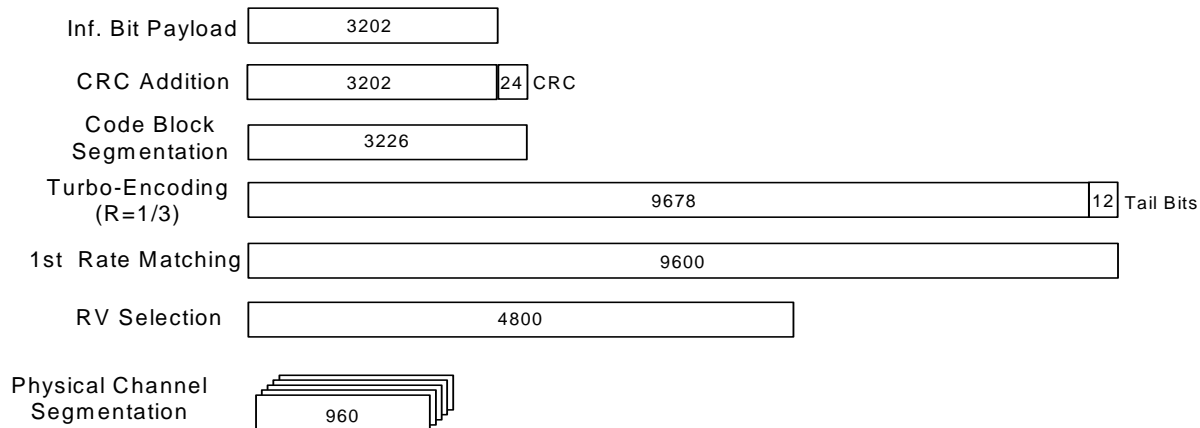 Inf. Bit Payload 3202
CRC Addition 3202 24 CRC
Code Block
Segmentation 3226
Turbo-Encoding
(R=1/3) 9678 12 Tail Bits
1st Rate Matching 9600
RV Selection 4800
Physical Channel
Segmentation 960